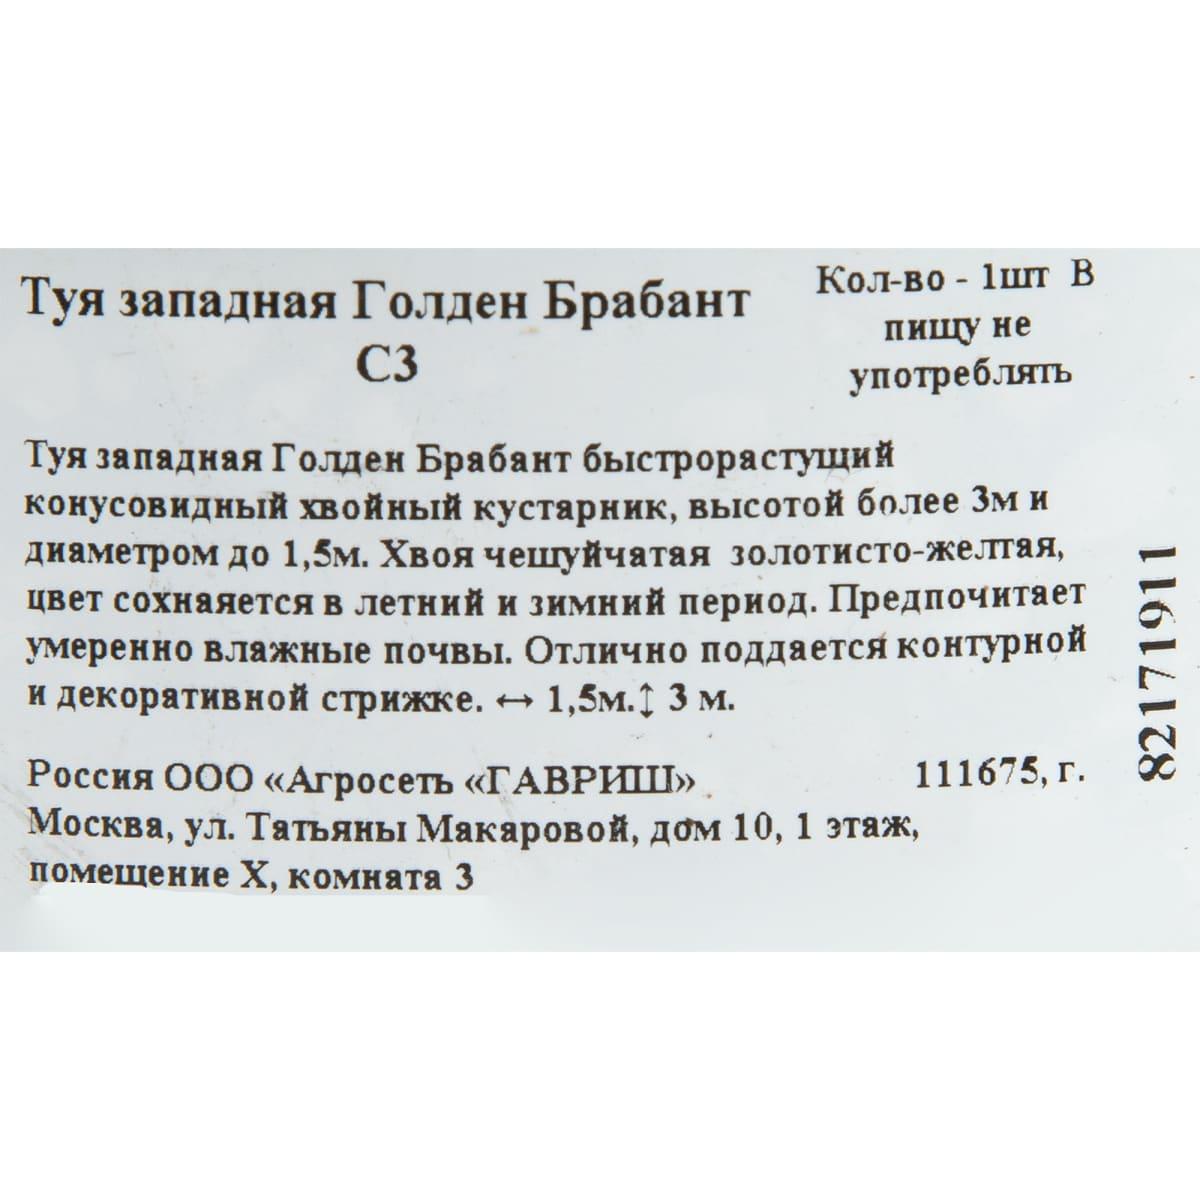 Туя западная Голден Брабант
С3
Кол-во - 1шт В
пищу не
употреблять
Туя западная Голден Брабант быстрорастущий
конусовидный хвойный кустарник, высотой более 3м и
диаметром до 1,5м. Хвоя чешуйчатая золотисто-желтая,
цвет сохнаяется в летний и зимний период. Предпочитает
умеренно влажные почвы. Отлично поддается контурной
и декоративной стрижке. ↔ 1,5м.↕ 3 м.
Россия ООО «Агросеть «ГАВРИШ» 111675, г.
Москва, ул. Татьяны Макаровой, дом 10, 1 этаж,
помещение X, комната 3
82171911